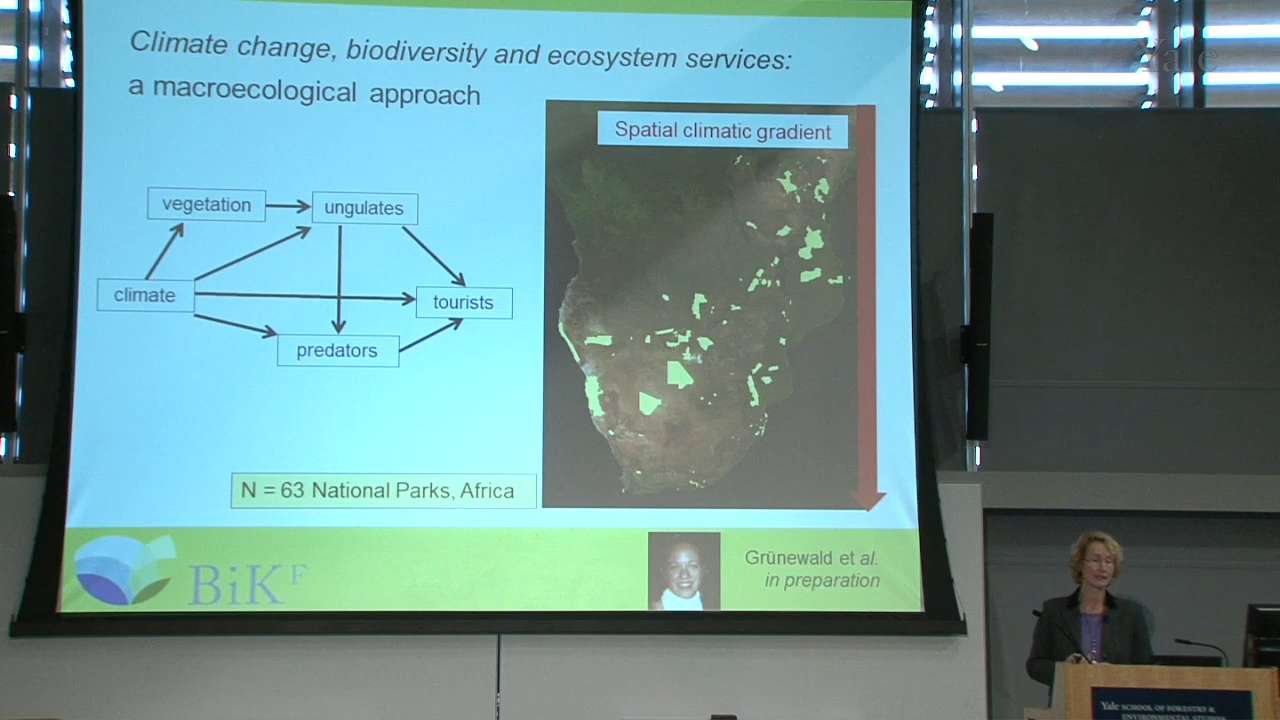 Climate change, biodiversity and ecosystem services:
a macroecological approach
Spatial climatic gradient
vegetation
ungulates
climate
tourists
predators
N = 63 National Parks, Africa
BiK F
Grünewald et al.
in preparation
Yale SCHOOL OF FORESTRY &
ENVIRONMENTAL STUDIES